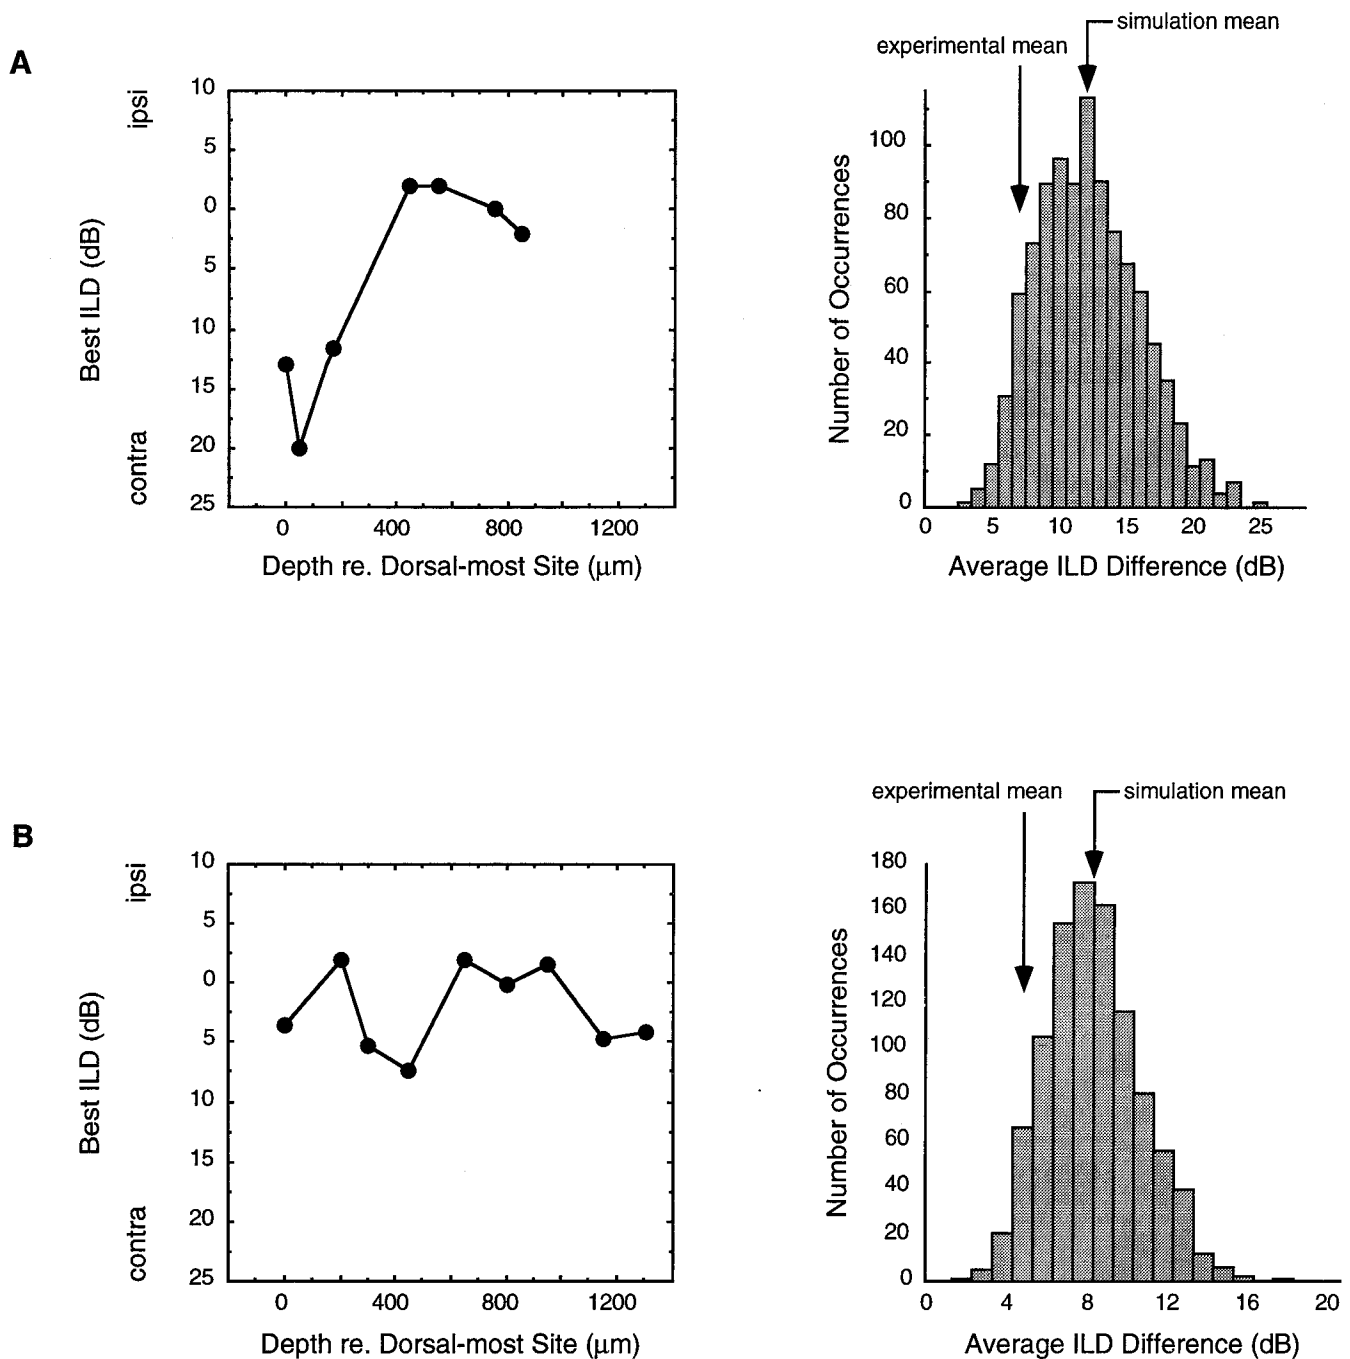 A
ipsi
contra
Best ILD (dB)
10
5
0
5
10
15
20
25
0 400 800 1200
Depth re. Dorsal-most Site (μm)
experimental mean
simulation mean
Number of Occurrences
100
80
60
40
20
0
0 5 10 15 20 25
Average ILD Difference (dB)
B
ipsi
contra
Best ILD (dB)
10
5
0
5
10
15
20
25
0 400 800 1200
Depth re. Dorsal-most Site (μm)
experimental mean
simulation mean
Number of Occurrences
180
160
140
120
100
80
60
40
20
0
0 4 8 12 16 20
Average ILD Difference (dB)